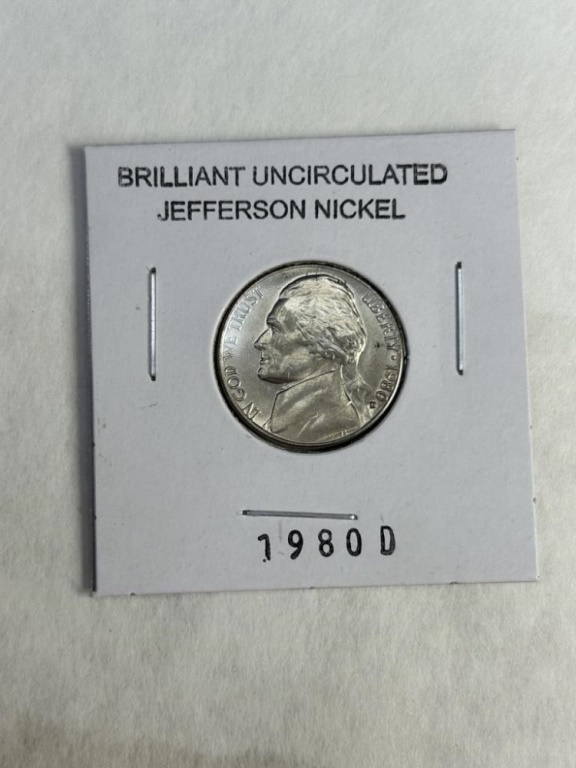 BRILLIANT UNCIRCULATED
JEFFERSON NICKEL
IN GOD WE TRUST
LIBERTY · 1980
D
1980 D